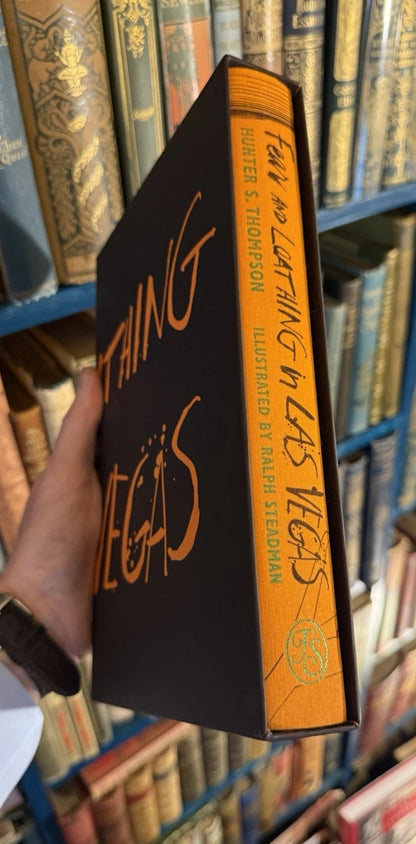 THING
VEGAS
FEAR AND LOATHING in LAS VEGAS
HUNTER S. THOMPSON ILLUSTRATED BY RALPH STEADMAN